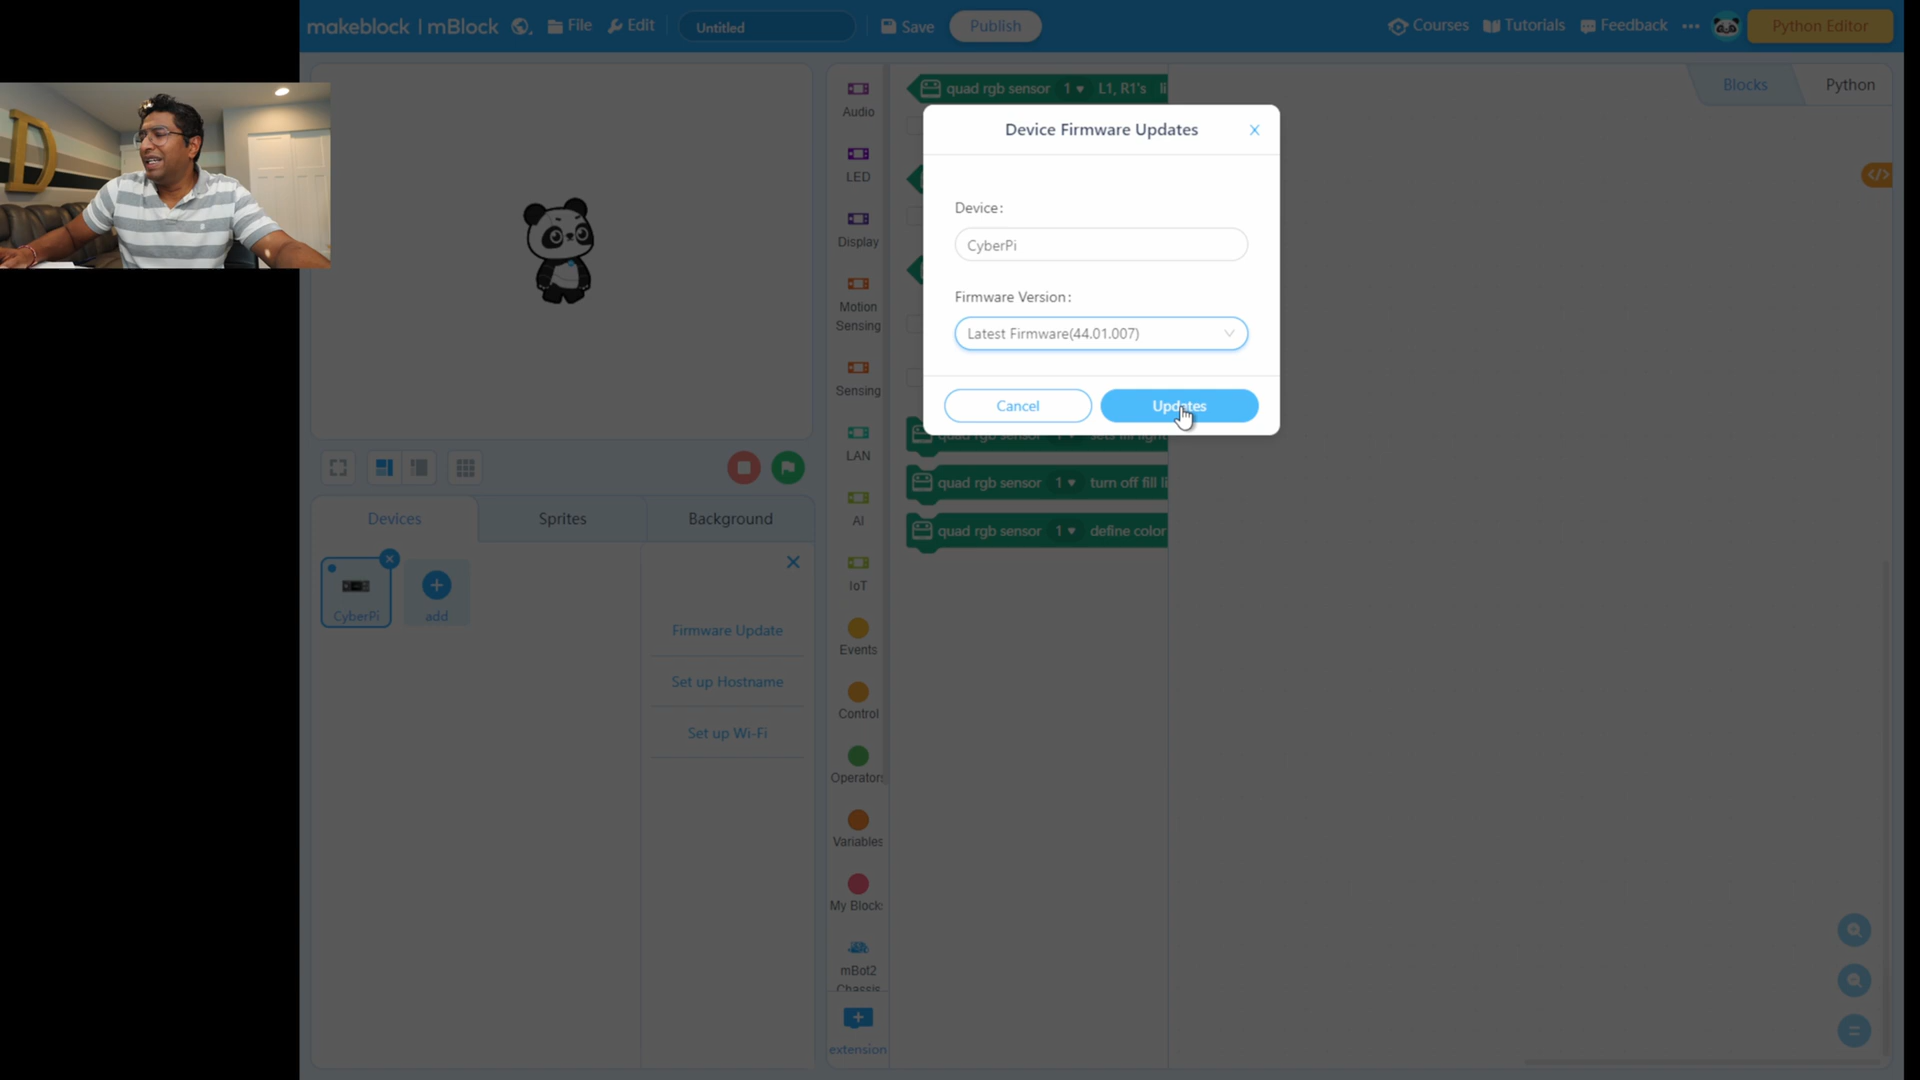 makeblock | mBlock
File
Edit
Untitled
Save
Publish
Courses
Tutorials
Feedback
Python Editor
Blocks
Python
D
Audio
LED
Display
Motion
Sensing
Sensing
LAN
AI
IoT
Events
Control
Operators
Variables
My Blocks
mBot2
Chassis
extension
quad rgb sensor 1 L1, R1's li
Device Firmware Updates
Device:
CyberPi
Firmware Version:
Latest Firmware(44.01.007)
Cancel
Updates
quad rgb sensor 1 sets fill light
quad rgb sensor 1 turn off fill li
quad rgb sensor 1 define color
Devices
Sprites
Background
CyberPi
add
Firmware Update
Set up Hostname
Set up Wi-Fi